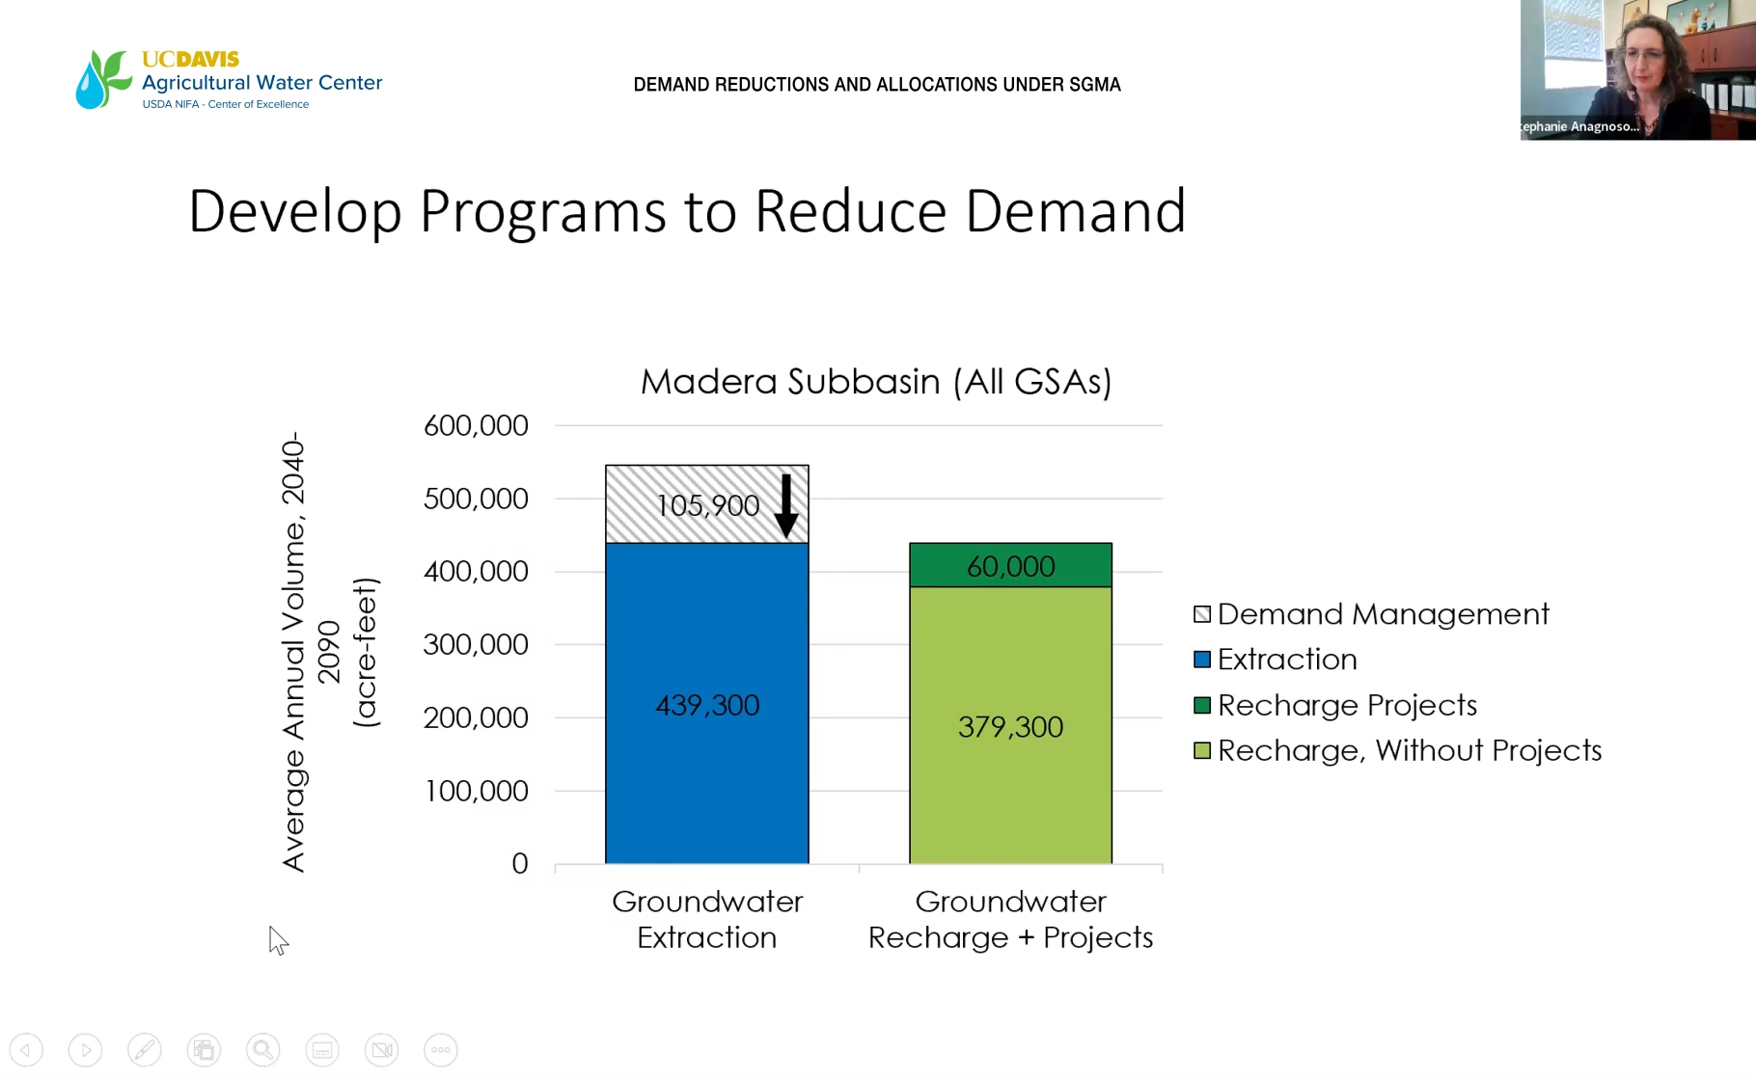 UCDAVIS
Agricultural Water Center
USDA NIFA - Center of Excellence
DEMAND REDUCTIONS AND ALLOCATIONS UNDER SGMA
tephanie Anagnoso...
Develop Programs to Reduce Demand
Madera Subbasin (All GSAs)
Average Annual Volume, 2040-
2090
(acre-feet)
600,000
500,000
400,000
300,000
200,000
100,000
0
105,900
439,300
60,000
379,300
Groundwater
Extraction
Groundwater
Recharge + Projects
Demand Management
Extraction
Recharge Projects
Recharge, Without Projects